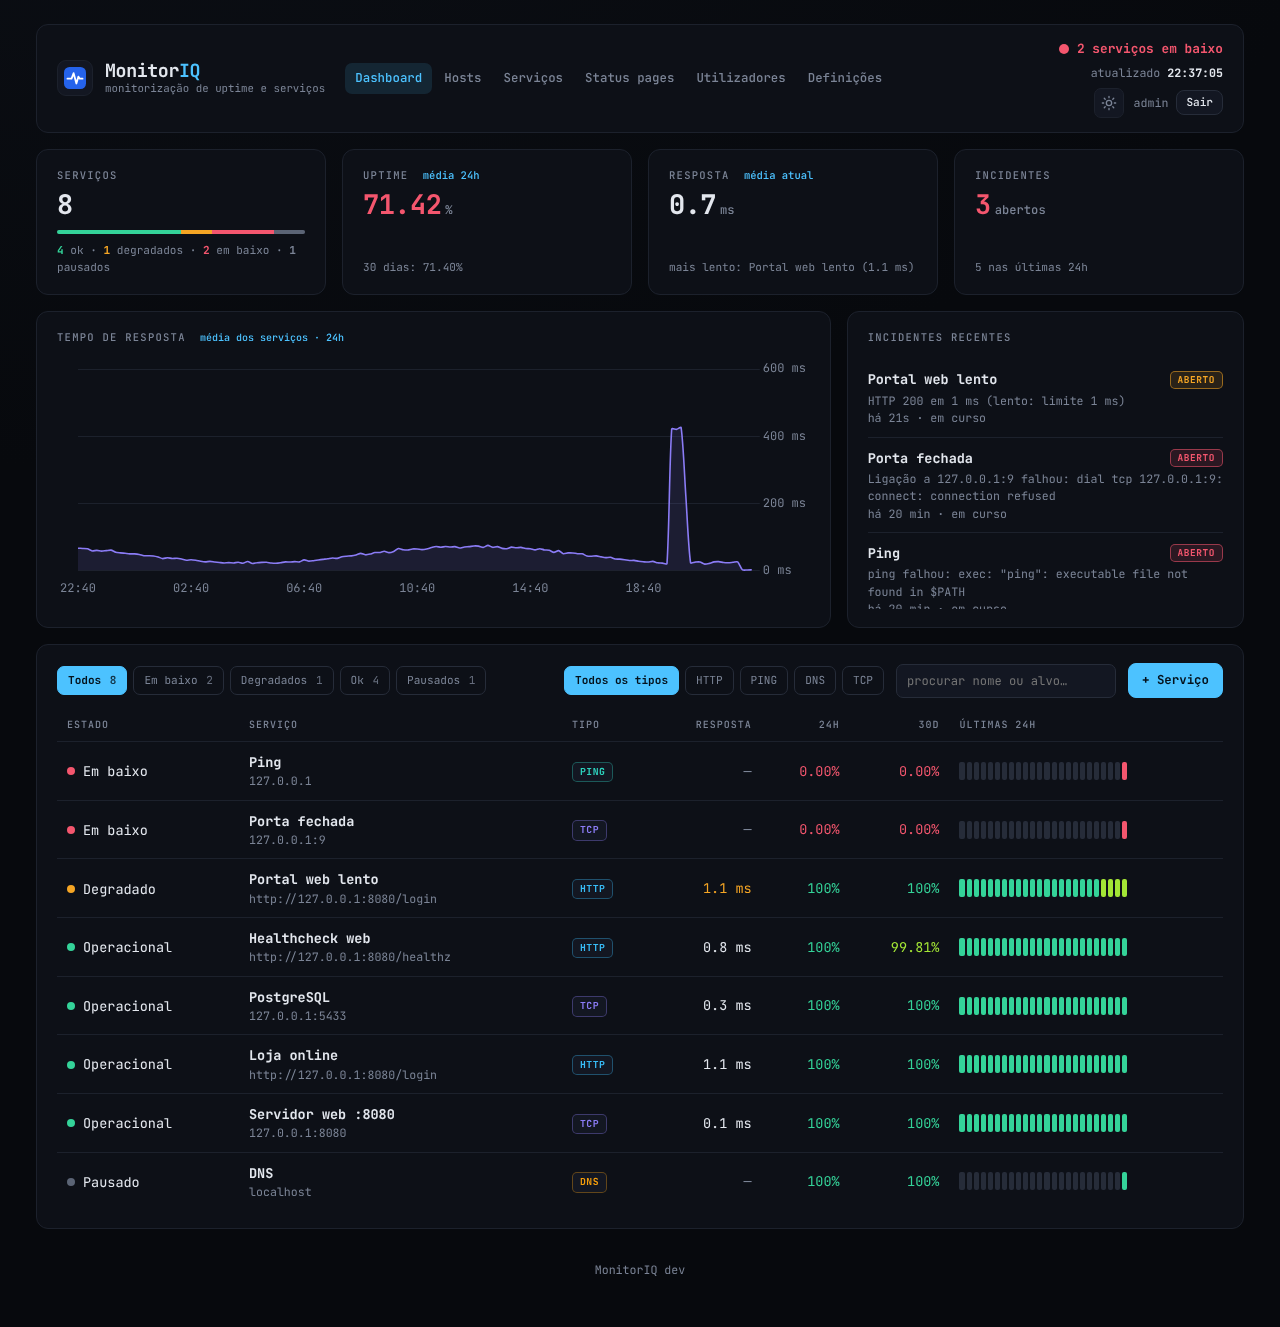 MonitorIQ
monitorização de uptime e serviços
Dashboard Hosts Serviços Status pages Utilizadores Definições
2 serviços em baixo
atualizado 22:37:05
admin Sair
SERVIÇOS
8
4 ok · 1 degradados · 2 em baixo · 1
pausados
UPTIME média 24h
71.42 %
30 dias: 71.40%
RESPOSTA média atual
0.7 ms
mais lento: Portal web lento (1.1 ms)
INCIDENTES
3 abertos
5 nas últimas 24h
TEMPO DE RESPOSTA média dos serviços · 24h
600 ms
400 ms
200 ms
0 ms
22:40 02:40 06:40 10:40 14:40 18:40
INCIDENTES RECENTES
Portal web lento ABERTO
HTTP 200 em 1 ms (lento: limite 1 ms)
há 21s · em curso
Porta fechada ABERTO
Ligação a 127.0.0.1:9 falhou: dial tcp 127.0.0.1:9:
connect: connection refused
há 20 min · em curso
Ping ABERTO
ping falhou: exec: "ping": executable file not
found in $PATH
há 20 min · em curso
Todos 8 Em baixo 2 Degradados 1 Ok 4 Pausados 1
Todos os tipos HTTP PING DNS TCP procurar nome ou alvo… + Serviço
ESTADO SERVIÇO TIPO RESPOSTA 24H 30D ÚLTIMAS 24H
Em baixo Ping PING — 0.00% 0.00%
127.0.0.1
Em baixo Porta fechada TCP — 0.00% 0.00%
127.0.0.1:9
Degradado Portal web lento HTTP 1.1 ms 100% 100%
http://127.0.0.1:8080/login
Operacional Healthcheck web HTTP 0.8 ms 100% 99.81%
http://127.0.0.1:8080/healthz
Operacional PostgreSQL TCP 0.3 ms 100% 100%
127.0.0.1:5433
Operacional Loja online HTTP 1.1 ms 100% 100%
http://127.0.0.1:8080/login
Operacional Servidor web :8080 TCP 0.1 ms 100% 100%
127.0.0.1:8080
Pausado DNS DNS — 100% 100%
localhost
MonitorIQ dev